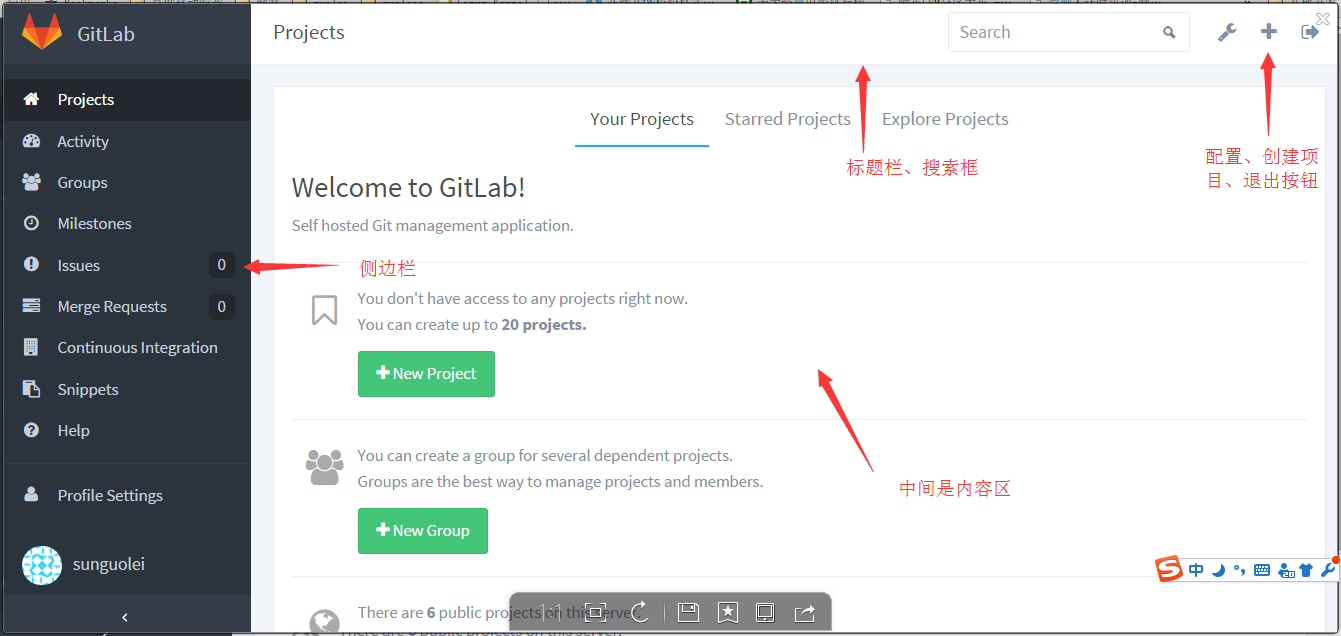 GitLab
Projects
Search
Projects
Activity
Groups
Milestones
Issues 0
Merge Requests 0
Continuous Integration
Snippets
Help
Profile Settings
sunguolei
Your Projects Starred Projects Explore Projects
标题栏、搜索框
配置、创建项
目、退出按钮
Welcome to GitLab!
Self hosted Git management application.
侧边栏
You don't have access to any projects right now.
You can create up to 20 projects.
New Project
You can create a group for several dependent projects.
Groups are the best way to manage projects and members.
中间是内容区
New Group
中
There are 6 public projects on this server.
1:1